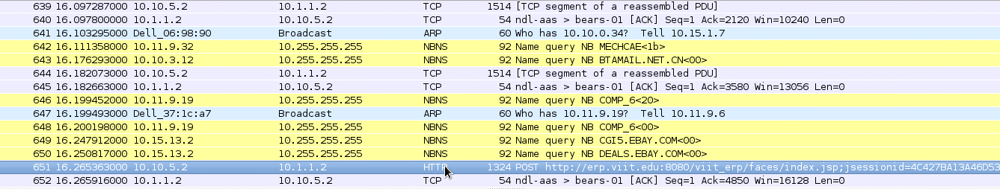 639 16.097287000 10.10.5.2 10.1.1.2 TCP 1514 [TCP segment of a reassembled PDU]
640 16.097800000 10.1.1.2 10.10.5.2 TCP 54 ndl-aas > bears-01 [ACK] Seq=1 Ack=2120 Win=10240 Len=0
641 16.103295000 Dell_06:98:90 Broadcast ARP 60 Who has 10.10.0.34? Tell 10.15.1.7
642 16.111358000 10.11.9.32 10.255.255.255 NBNS 92 Name query NB MECHCAE<1b>
643 16.176293000 10.10.3.12 10.255.255.255 NBNS 92 Name query NB BTAMAIL.NET.CN<00>
644 16.182073000 10.10.5.2 10.1.1.2 TCP 1514 [TCP segment of a reassembled PDU]
645 16.182663000 10.1.1.2 10.10.5.2 TCP 54 ndl-aas > bears-01 [ACK] Seq=1 Ack=3580 Win=13056 Len=0
646 16.199452000 10.11.9.19 10.255.255.255 NBNS 92 Name query NB COMP_6<20>
647 16.199493000 Dell_37:1c:a7 Broadcast ARP 60 Who has 10.11.9.19? Tell 10.11.9.6
648 16.200198000 10.11.9.19 10.255.255.255 NBNS 92 Name query NB COMP_6<00>
649 16.247912000 10.15.13.2 10.255.255.255 NBNS 92 Name query NB CGI5.EBAY.COM<00>
650 16.250817000 10.15.13.2 10.255.255.255 NBNS 92 Name query NB DEALS.EBAY.COM<00>
651 16.265363000 10.10.5.2 10.1.1.2 HTTP 1324 POST http://erp.viit.edu:8080/viit_erp/faces/index.jsp;jsessionid=4C427BA13A46D53
652 16.265916000 10.1.1.2 10.10.5.2 TCP 54 ndl-aas > bears-01 [ACK] Seq=1 Ack=4850 Win=16128 Len=0